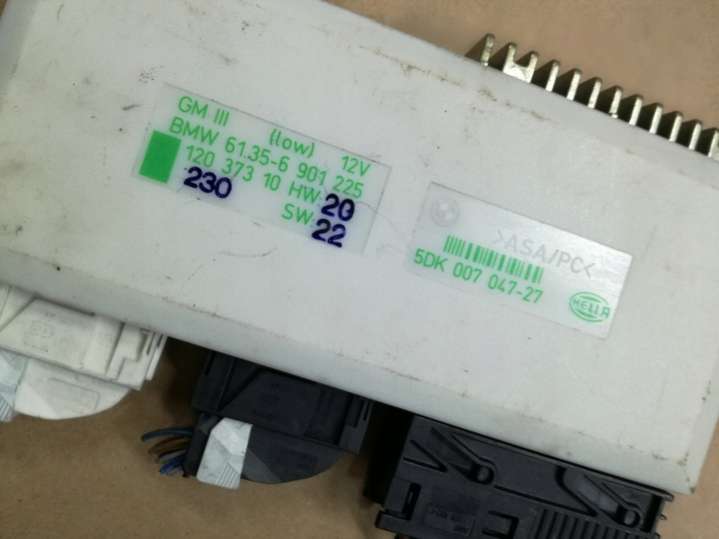 GM III (low) 12V
BMW 61.35-6 901 225
120 373 10 HW: 20
230 SW: 22
>ASA/PC<
5DK 007 047-27
HELLA